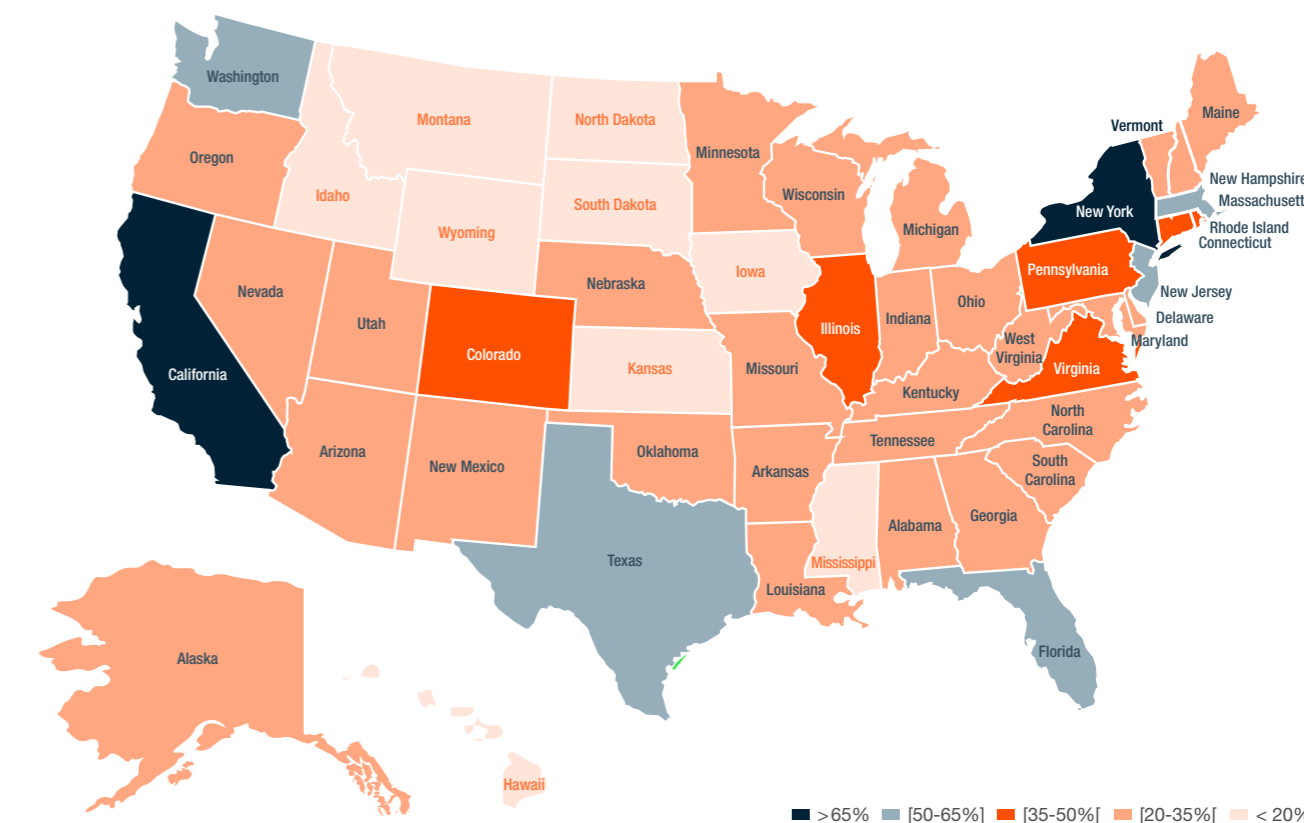 Washington
Montana
North Dakota
Minnesota
Vermont
Maine
Oregon
Idaho
Wyoming
South Dakota
Wisconsin
Michigan
New York
New Hampshire
Massachusett
Rhode Island
Connecticut
Nevada
Utah
Nebraska
Iowa
Illinois
Indiana
Ohio
Pennsylvania
New Jersey
Delaware
Maryland
California
Colorado
Kansas
Missouri
Kentucky
West
Virginia
Virginia
Arizona
New Mexico
Oklahoma
Arkansas
Tennessee
North
Carolina
South
Carolina
Texas
Louisiana
Mississippi
Alabama
Georgia
Florida
Alaska
Hawaii
>65% [50-65%] [35-50%[ [20-35%[ < 20%